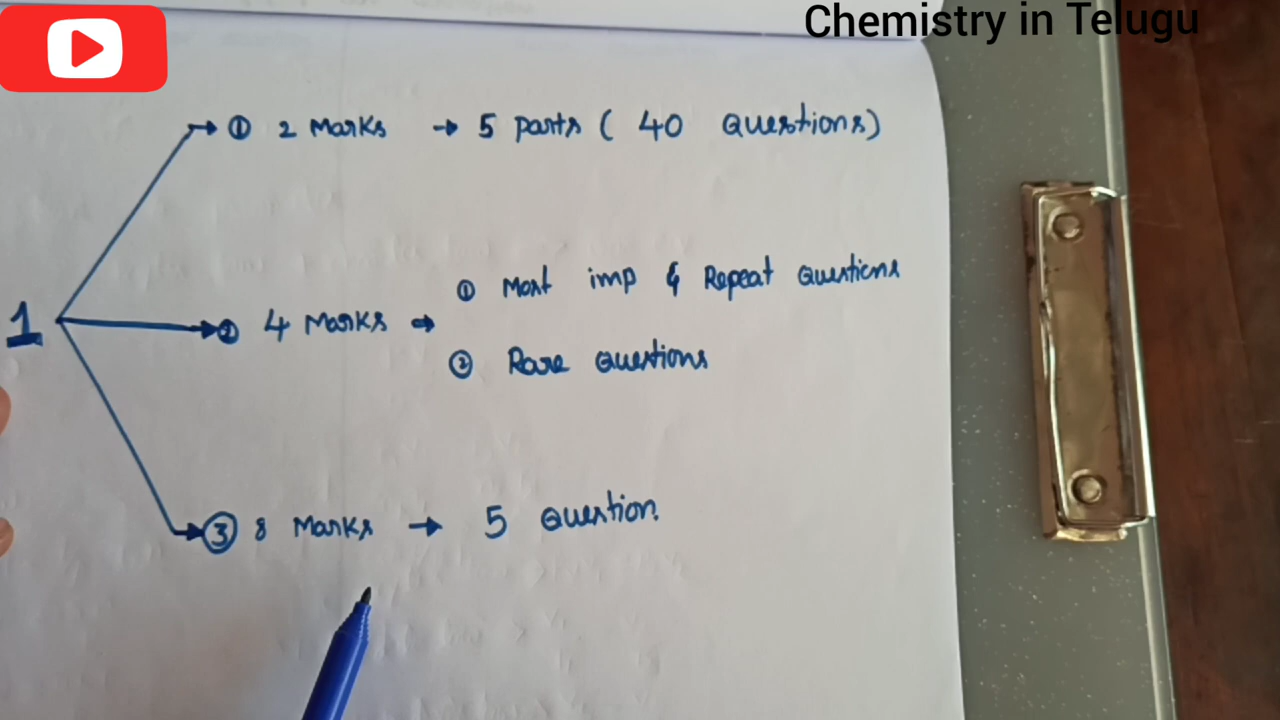 Chemistry in Telugu
① 2 Marks → 5 parts ( 40 Questions)
① Most imp & Repeat Questions
1 ② 4 Marks →
② Rare Questions
③ 8 Marks → 5 Question